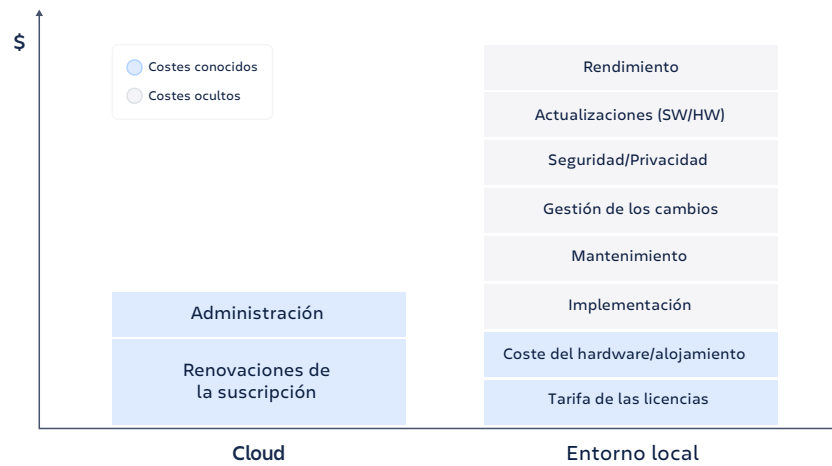 $
Costes conocidos
Costes ocultos
Administración
Renovaciones de
la suscripción
Cloud
Rendimiento
Actualizaciones (SW/HW)
Seguridad/Privacidad
Gestión de los cambios
Mantenimiento
Implementación
Coste del hardware/alojamiento
Tarifa de las licencias
Entorno local